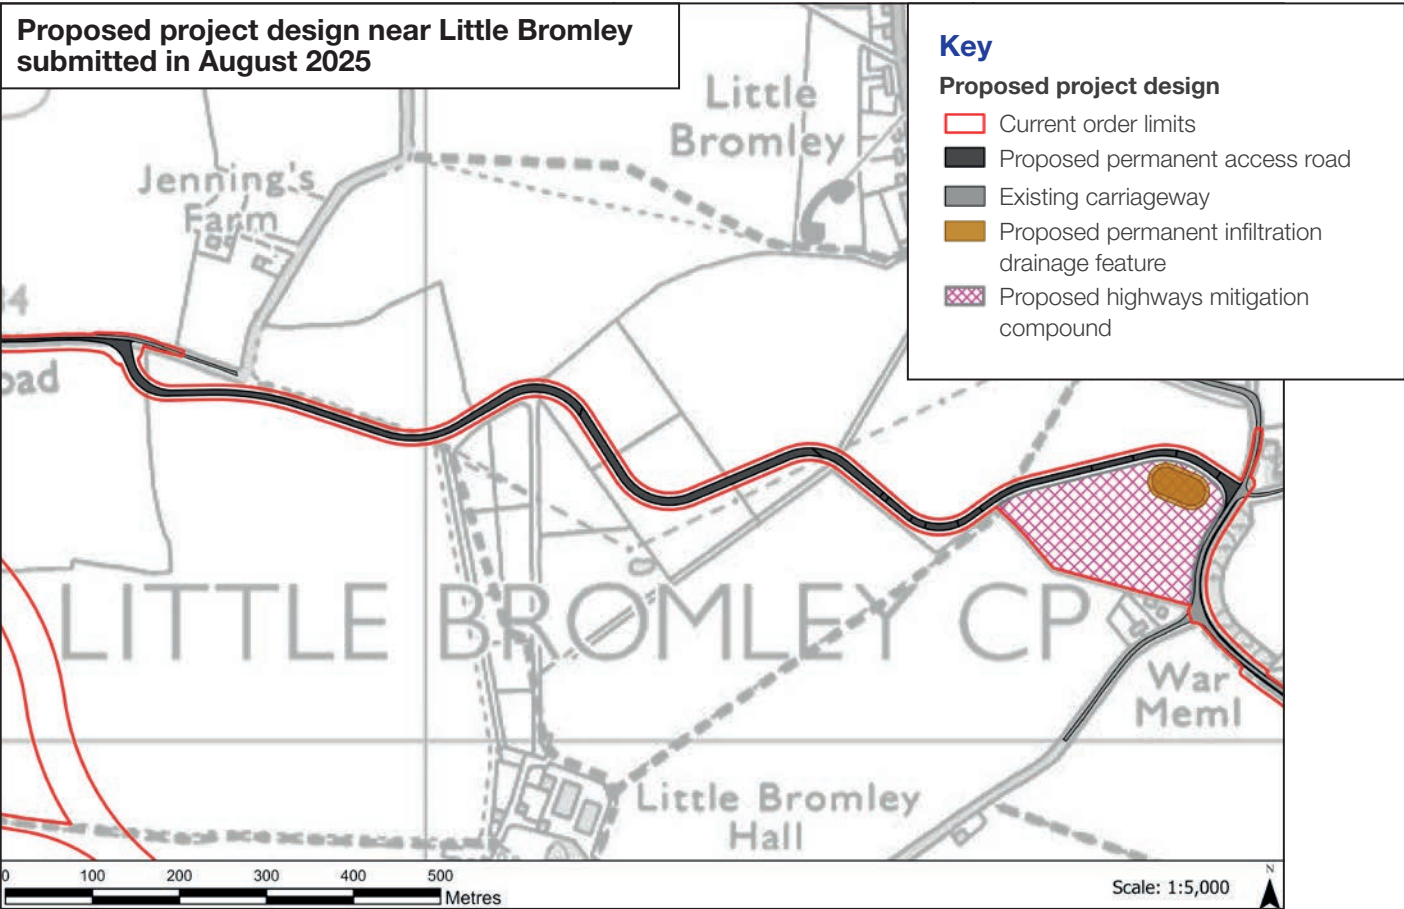 Proposed project design near Little Bromley
submitted in August 2025
Key
Proposed project design
Current order limits
Proposed permanent access road
Existing carriageway
Proposed permanent infiltration
drainage feature
Proposed highways mitigation
compound
Little
Bromley
Jenning's
Farm
34
oad
LITTLE BROMLEY CP
War
Meml
Little Bromley
Hall
0 100 200 300 400 500
Metres
Scale: 1:5,000
N